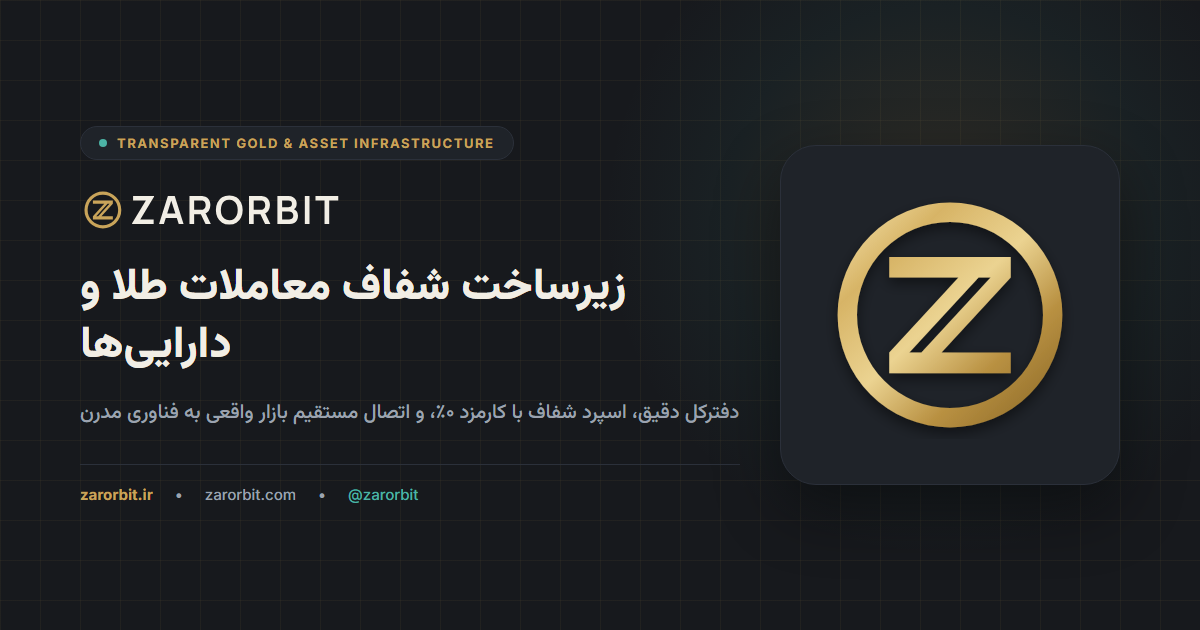 TRANSPARENT GOLD & ASSET INFRASTRUCTURE
ZARORBIT
زیرساخت شفاف معاملات طلا و
دارایی‌ها
دفترکل دقیق، اسپرد شفاف با کارمزد ۰٪، و اتصال مستقیم بازار واقعی به فناوری مدرن
zarorbit.ir • zarorbit.com • @zarorbit
Z